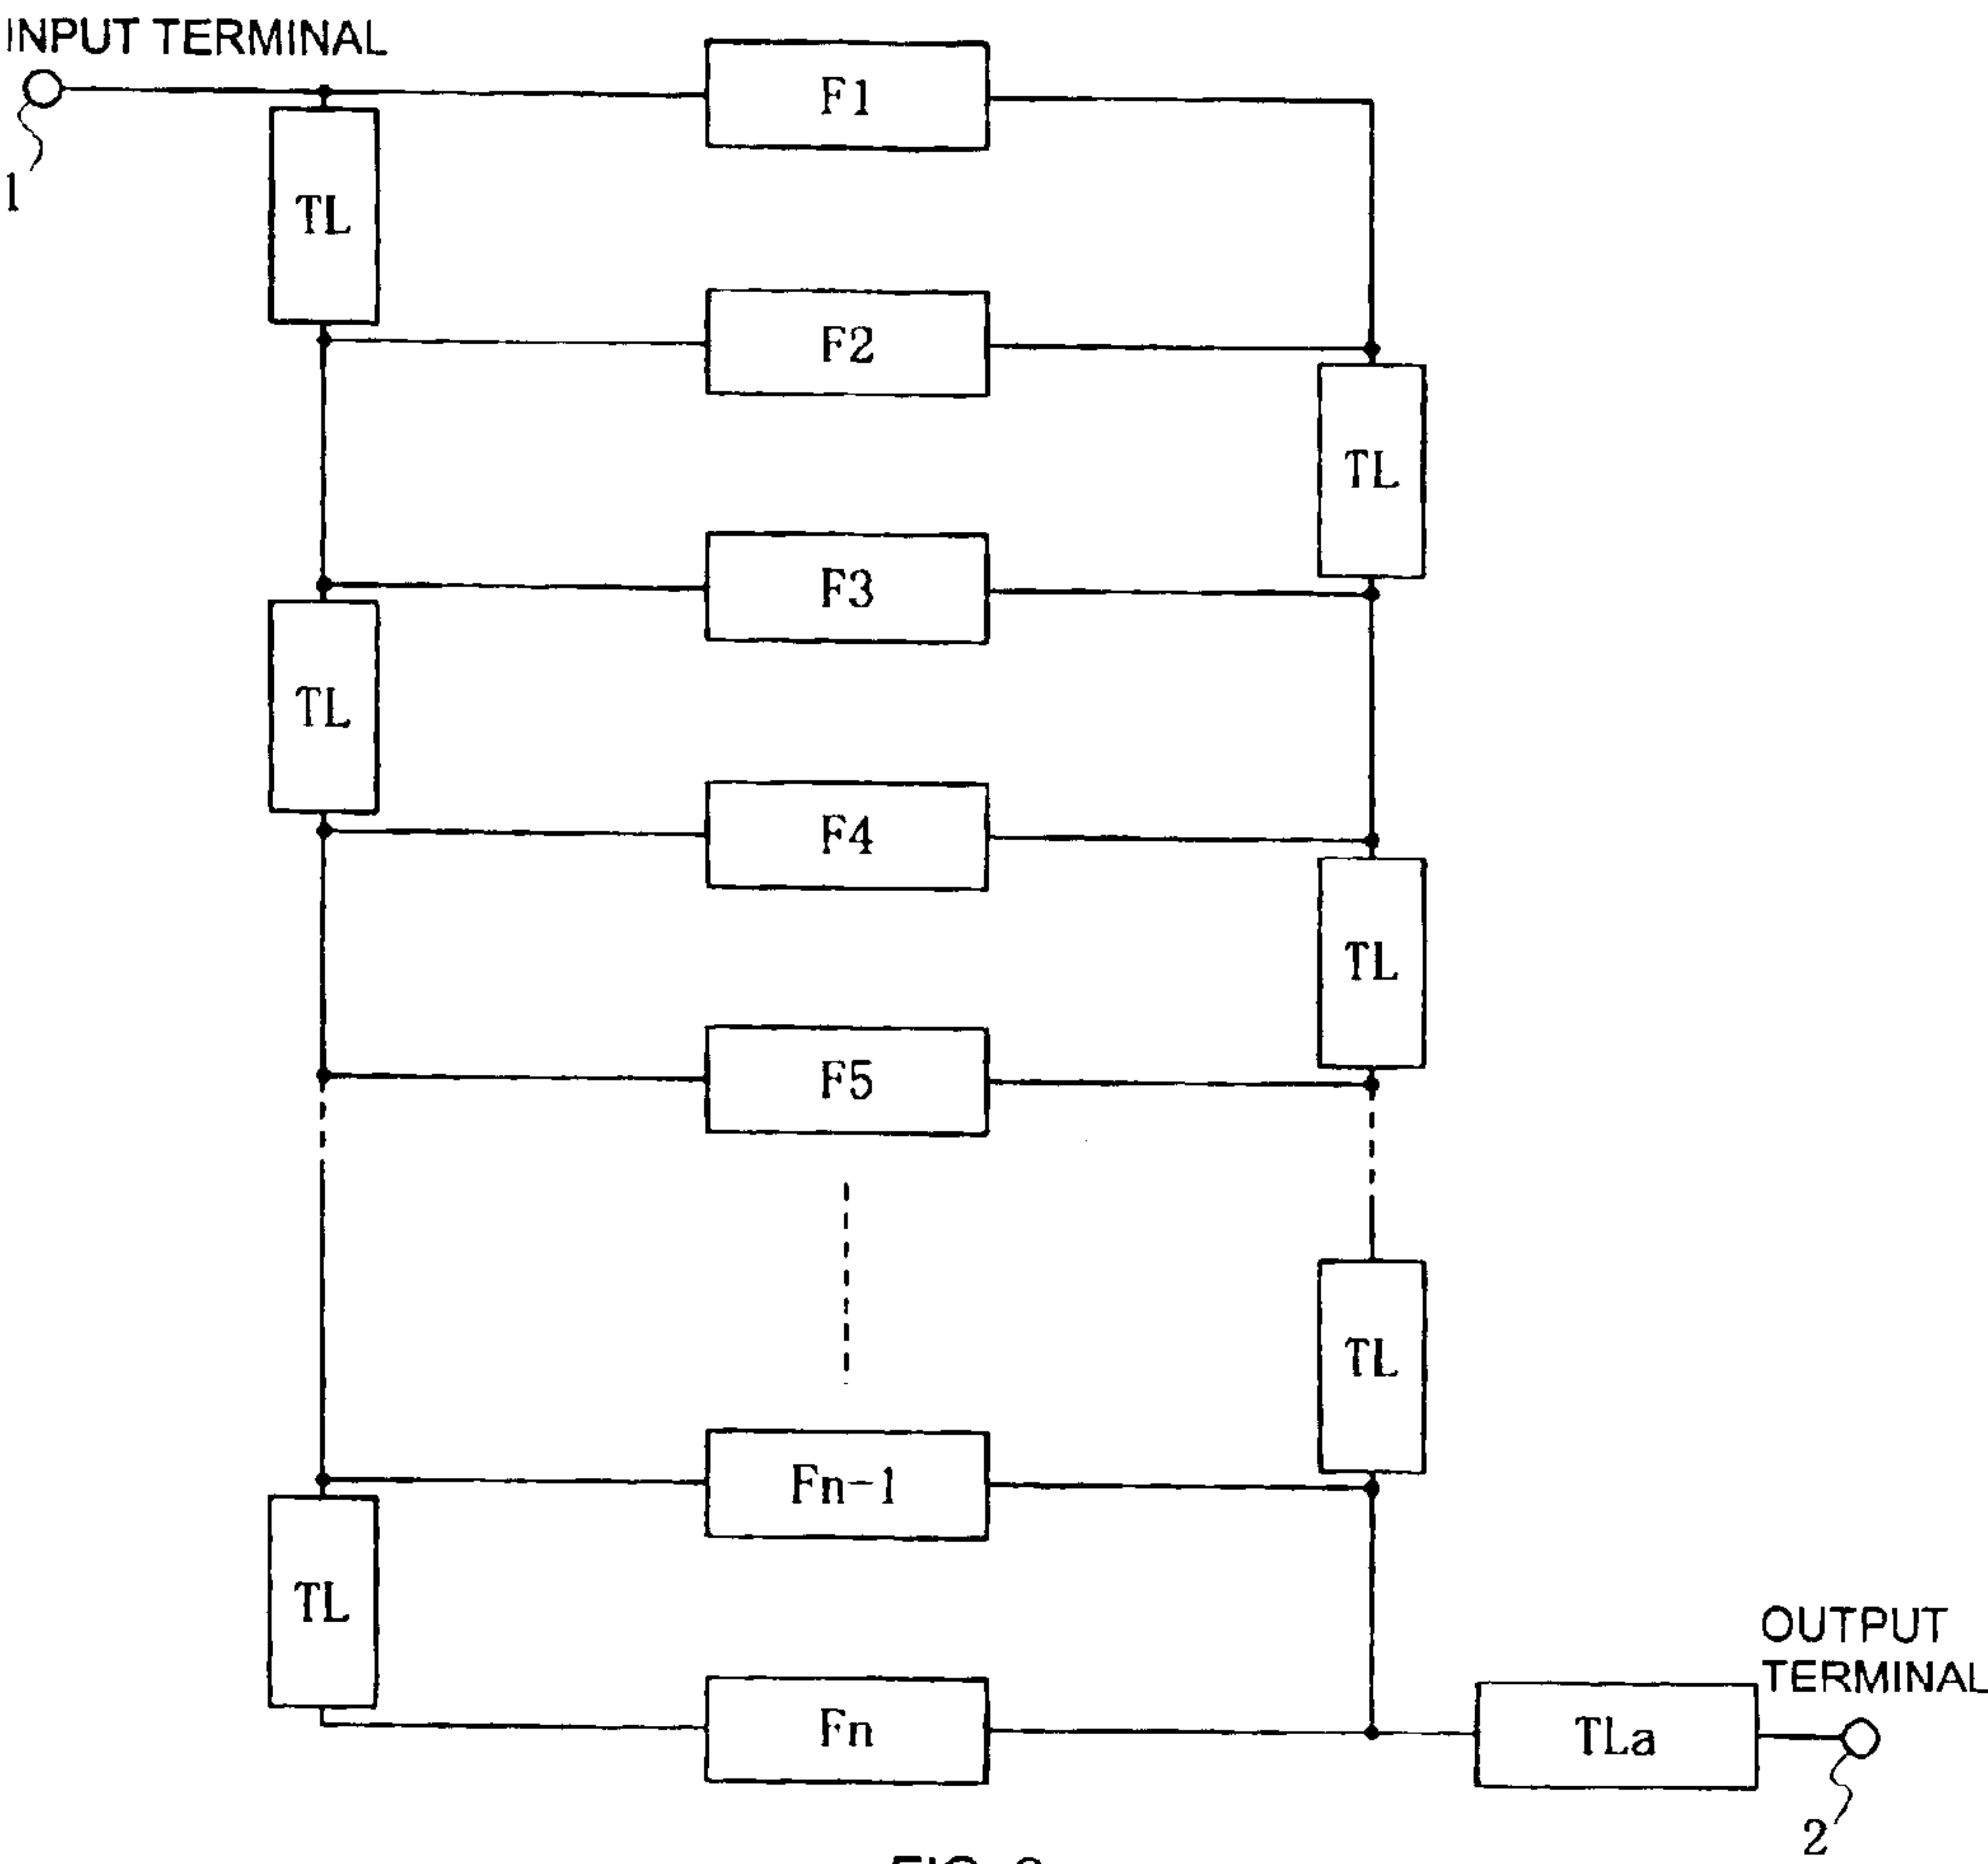 INPUT TERMINAL
1
F1
TL
F2
TL
F3
TL
F4
TL
F5
TL
Fn-1
TL
Fn
TLa
OUTPUT
TERMINAL
2